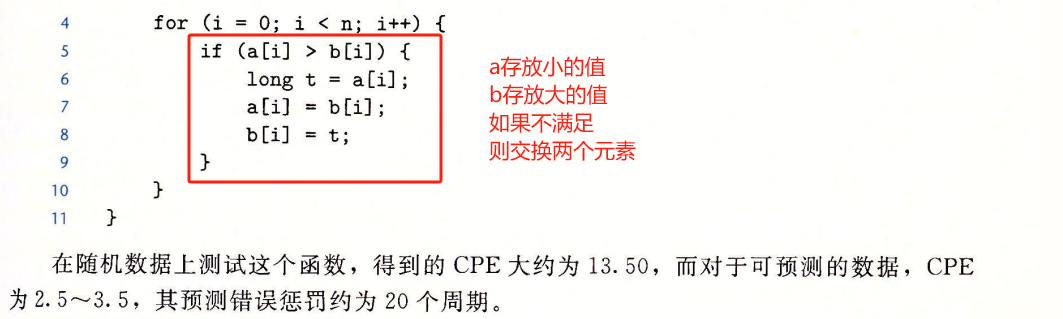 4 for (i = 0; i < n; i++) {
5 if (a[i] > b[i]) {
6 long t = a[i];
7 a[i] = b[i];
8 b[i] = t;
9 }
10 }
11 }
a存放小的值
b存放大的值
如果不满足
则交换两个元素
在随机数据上测试这个函数，得到的 CPE 大约为 13.50，而对于可预测的数据，CPE
为 2.5～3.5，其预测错误惩罚约为 20 个周期。